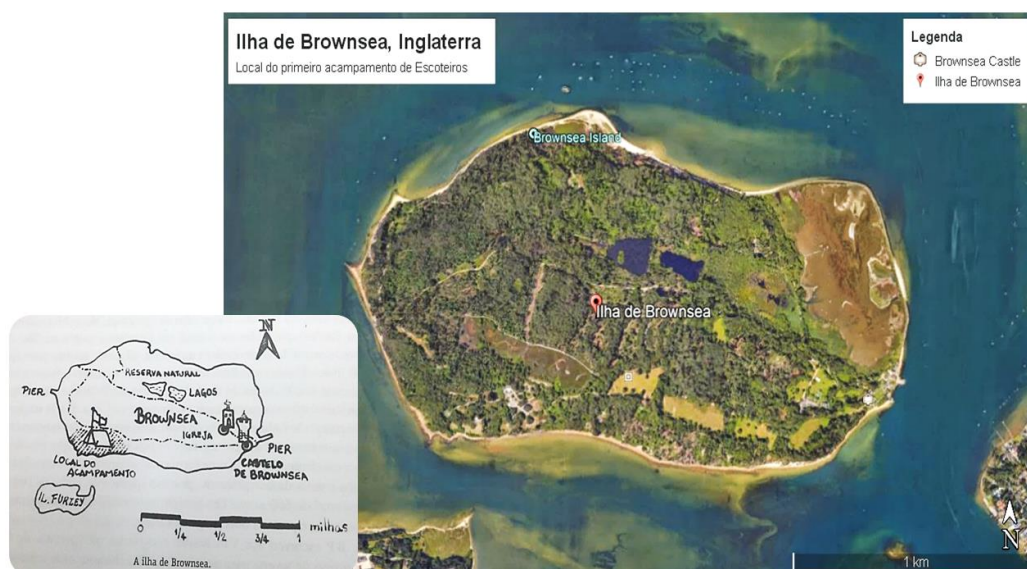 Ilha de Brownsea, Inglaterra
Local do primeiro acampamento de Escoteiros
Legenda
Brownsea Castle
Ilha de Brownsea
Brownsea Island
Ilha de Brownsea
N
1 km
N
RESERVA NATURAL
PIER
LAGOS
BROWNSEA
IGREJA
PIER
LOCAL DO
ACAMPAMENTO
CASTELO
DE BROWNSEA
IL. FURZEY
milhas
0 1/4 1/2 3/4 1
A ilha de Brownsea.